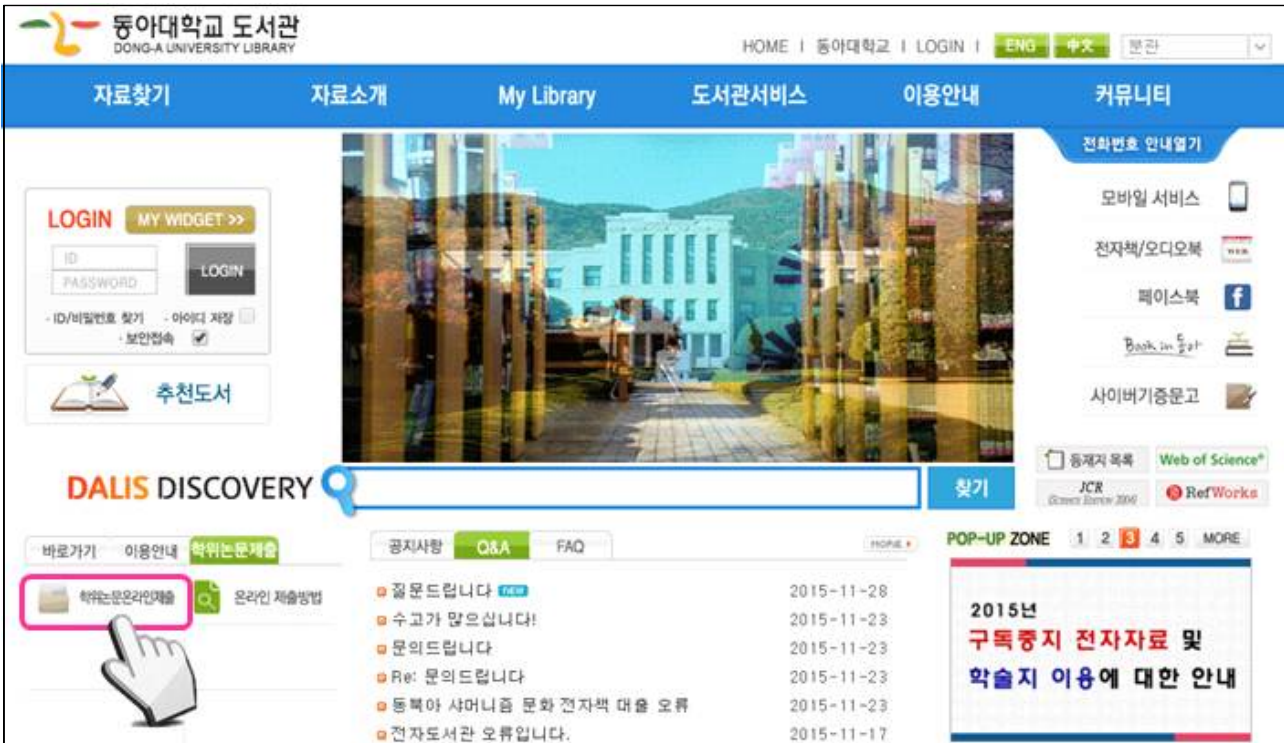 동아대학교 도서관
DONG-A UNIVERSITY LIBRARY
HOME | 동아대학교 | LOGIN | ENG 中文 분관
자료찾기 자료소개 My Library 도서관서비스 이용안내 커뮤니티
전화번호 안내열기
LOGIN MY WIDGET >>
ID
PASSWORD
LOGIN
- ID/비밀번호 찾기 - 아이디 저장
- 보안접속
추천도서
모바일 서비스
전자책/오디오북
페이스북
Book in 동아
사이버기증문고
등재지 목록 Web of Science
JCR RefWorks
DALIS DISCOVERY 찾기
바로가기 이용안내 학위논문제출
학위논문온라인제출 온라인 제출방법
공지사항 Q&A FAQ
질문드립니다 new 2015-11-28
수고가 많으십니다! 2015-11-23
문의드립니다 2015-11-23
Re: 문의드립니다 2015-11-23
동북아 샤머니즘 문화 전자책 대출 오류 2015-11-23
전자도서관 오류입니다. 2015-11-17
POP-UP ZONE 1 2 3 4 5 MORE
2015년
구독중지 전자자료 및
학술지 이용에 대한 안내